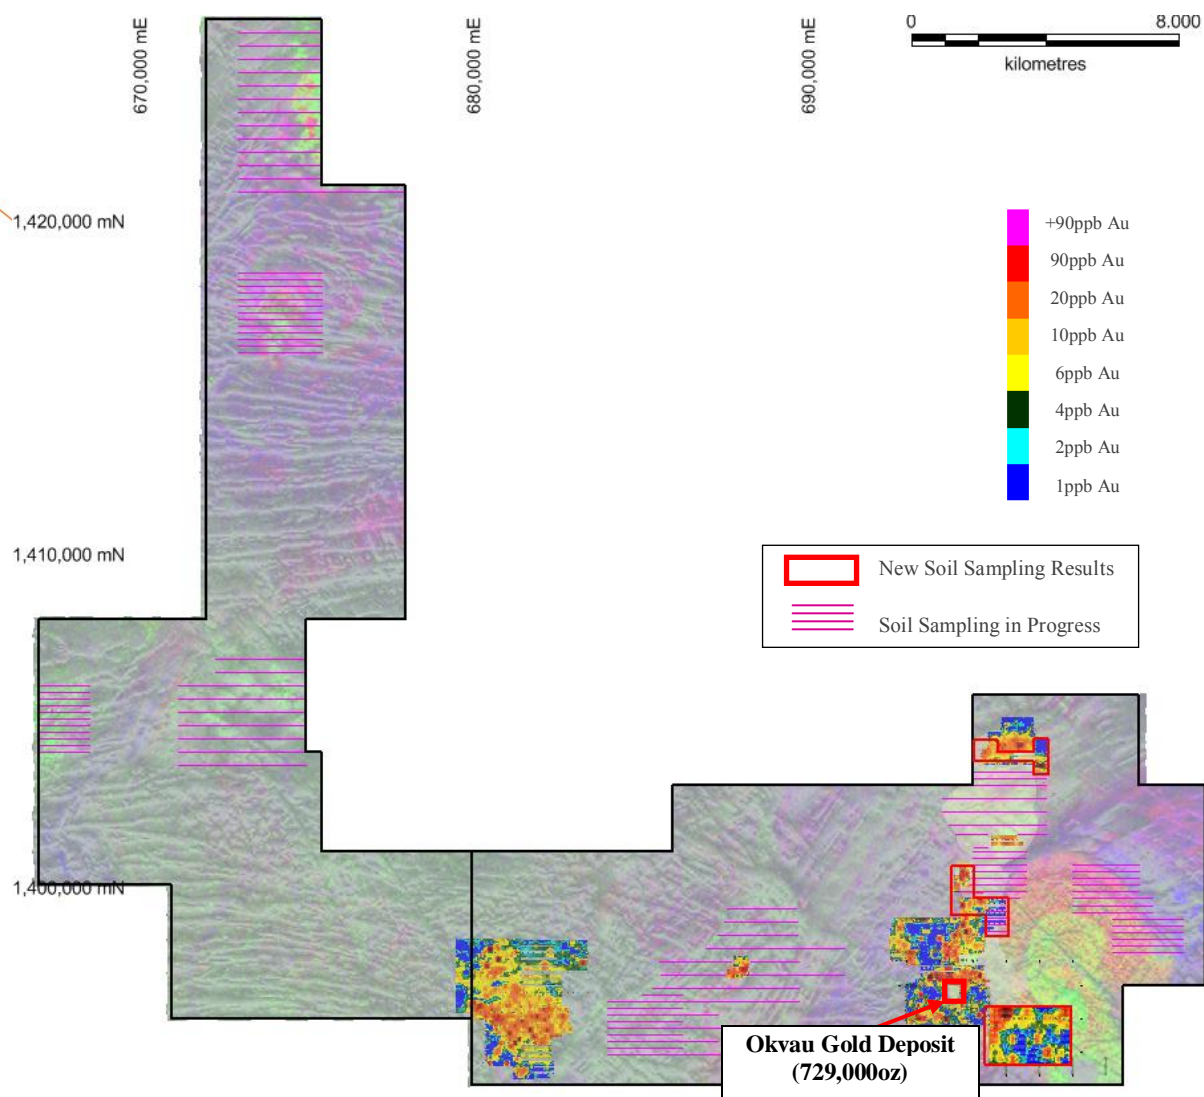 670,000 mE
680,000 mE
690,000 mE
0
8.000
kilometres
1,420,000 mN
1,410,000 mN
1,400,000 mN
+90ppb Au
90ppb Au
20ppb Au
10ppb Au
6ppb Au
4ppb Au
2ppb Au
1ppb Au
New Soil Sampling Results
Soil Sampling in Progress
Okvau Gold Deposit
(729,000oz)